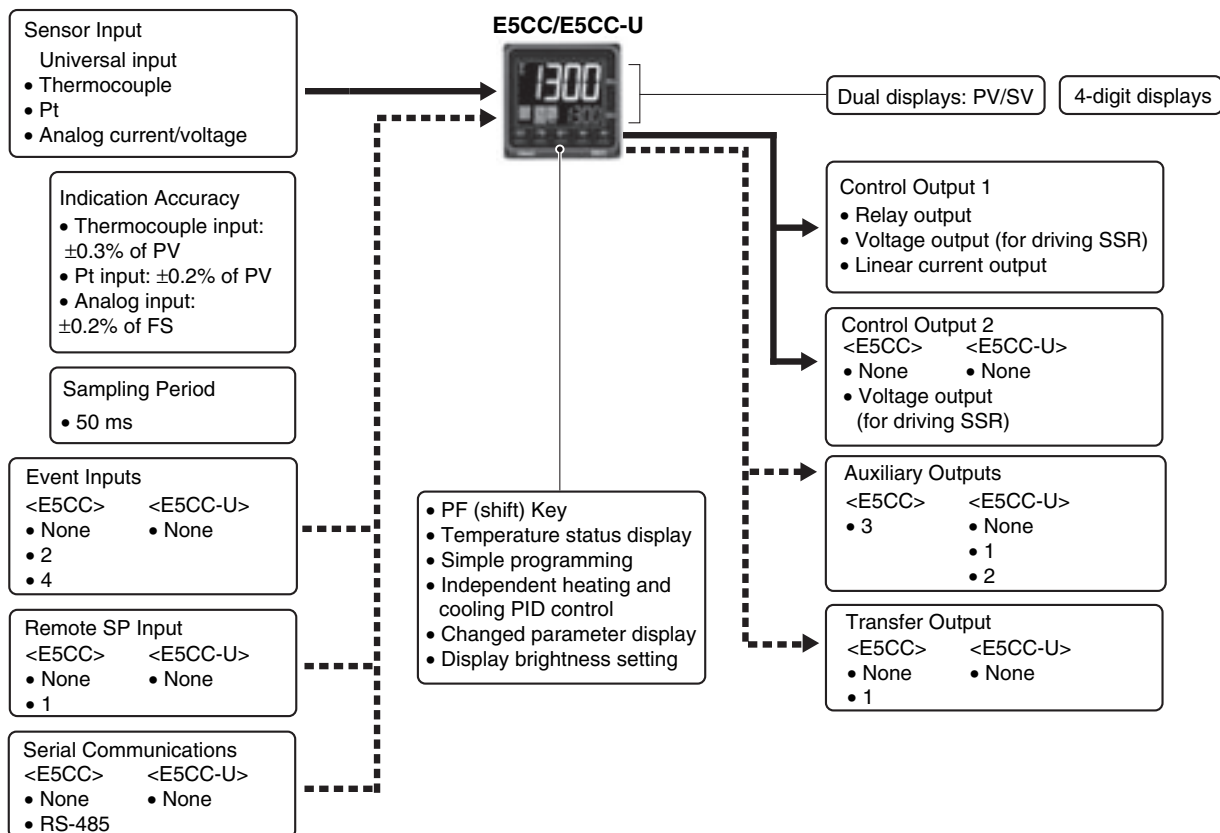 E5CC/E5CC-U
Sensor Input
Universal input
• Thermocouple
• Pt
• Analog current/voltage
Indication Accuracy
• Thermocouple input:
±0.3% of PV
• Pt input: ±0.2% of PV
• Analog input:
±0.2% of FS
Sampling Period
• 50 ms
Event Inputs
<E5CC> <E5CC-U>
• None • None
• 2
• 4
Remote SP Input
<E5CC> <E5CC-U>
• None • None
• 1
Serial Communications
<E5CC> <E5CC-U>
• None • None
• RS-485
1300
1300
• PF (shift) Key
• Temperature status display
• Simple programming
• Independent heating and
cooling PID control
• Changed parameter display
• Display brightness setting
Dual displays: PV/SV
4-digit displays
Control Output 1
• Relay output
• Voltage output (for driving SSR)
• Linear current output
Control Output 2
<E5CC> <E5CC-U>
• None • None
• Voltage output
(for driving SSR)
Auxiliary Outputs
<E5CC> <E5CC-U>
• 3 • None
• 1
• 2
Transfer Output
<E5CC> <E5CC-U>
• None • None
• 1